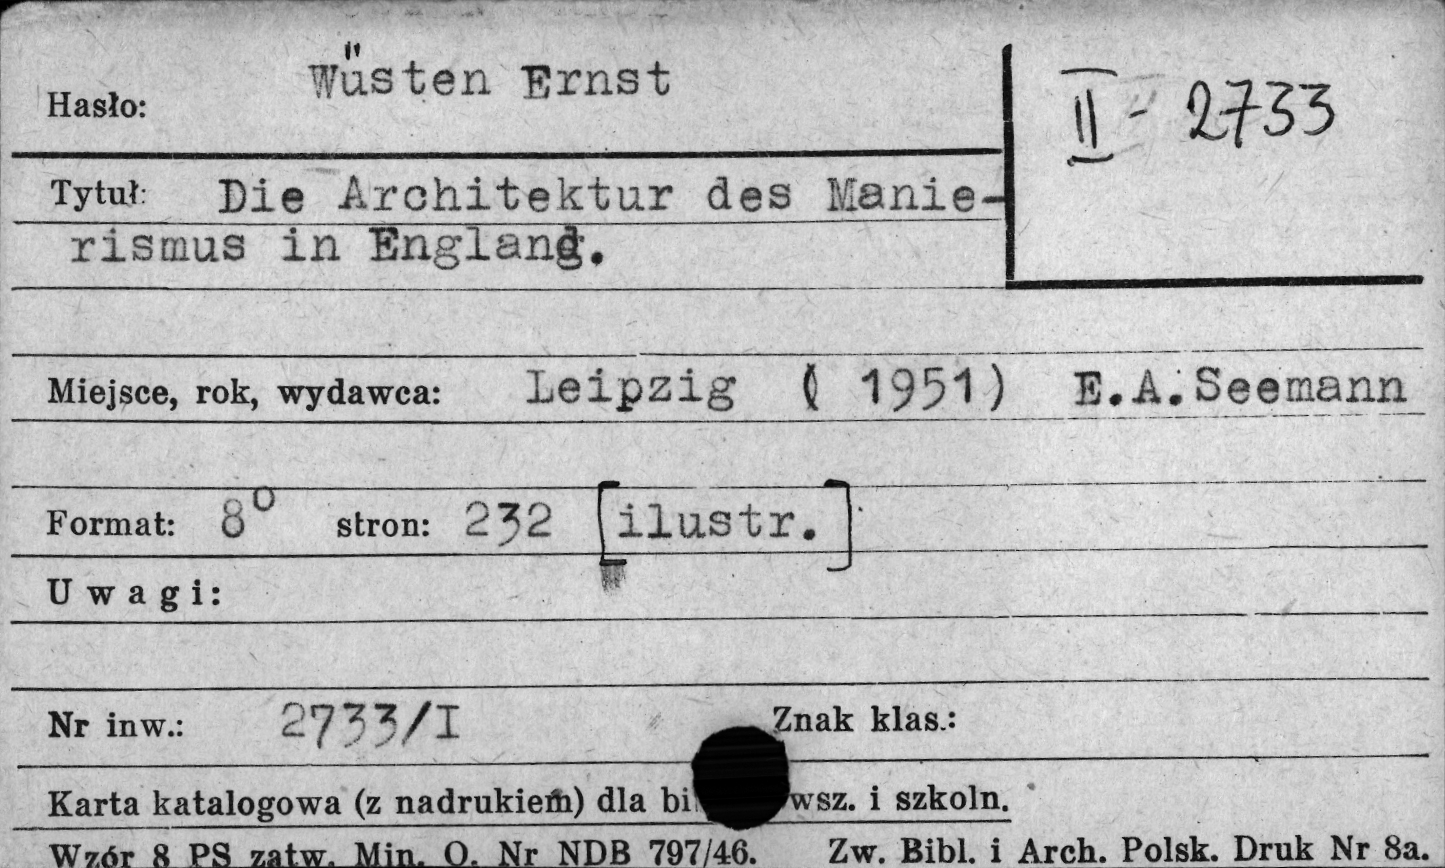 Hasło: Wüsten Ernst
II - 2733
Tytuł: Die Architektur des Manie-
rismus in England.
Miejsce, rok, wydawca: Leipzig ( 1951) E.A.Seemann
Format: 8° stron: 232 [ilustr.]
Uwagi:
Nr inw.: 2733/I Znak klas.:
Karta katalogowa (z nadrukiem) dla wsz. i szkoln.
Wzór 8 PS zatw. Min. O. Nr NDB 797/46. Zw. Bibl. i Arch. Polsk. Druk Nr 8a.